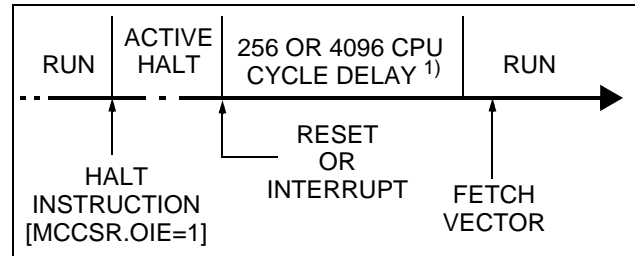 RUN
ACTIVE
HALT
256 OR 4096 CPU
CYCLE DELAY 1)
RUN
HALT
INSTRUCTION
[MCCSR.OIE=1]
RESET
OR
INTERRUPT
FETCH
VECTOR